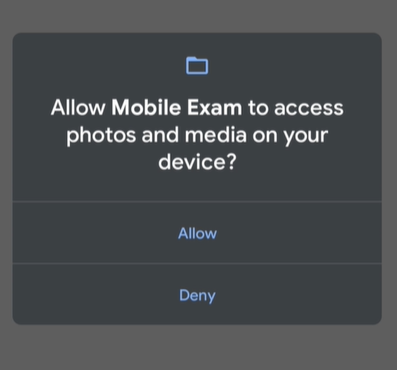 Allow Mobile Exam to access
photos and media on your
device?
Allow
Deny